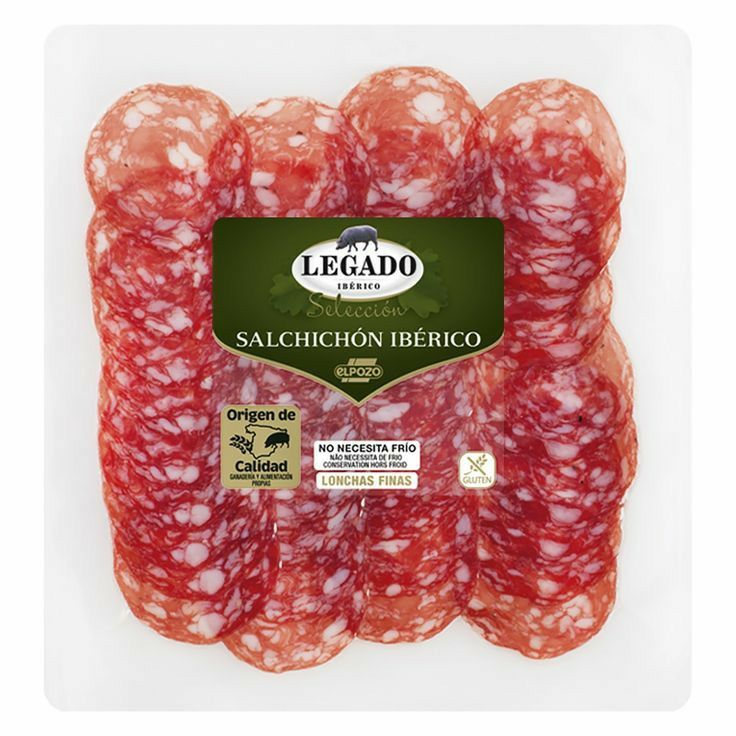 LEGADO
IBÉRICO
Selección
SALCHICHÓN IBÉRICO
ELPOZO
Origen de
Calidad
GANADERÍA Y ALIMENTACIÓN
PROPIAS
NO NECESITA FRÍO
NÃO NECESSITA DE FRIO
CONSERVATION HORS FROID
LONCHAS FINAS
GLUTEN